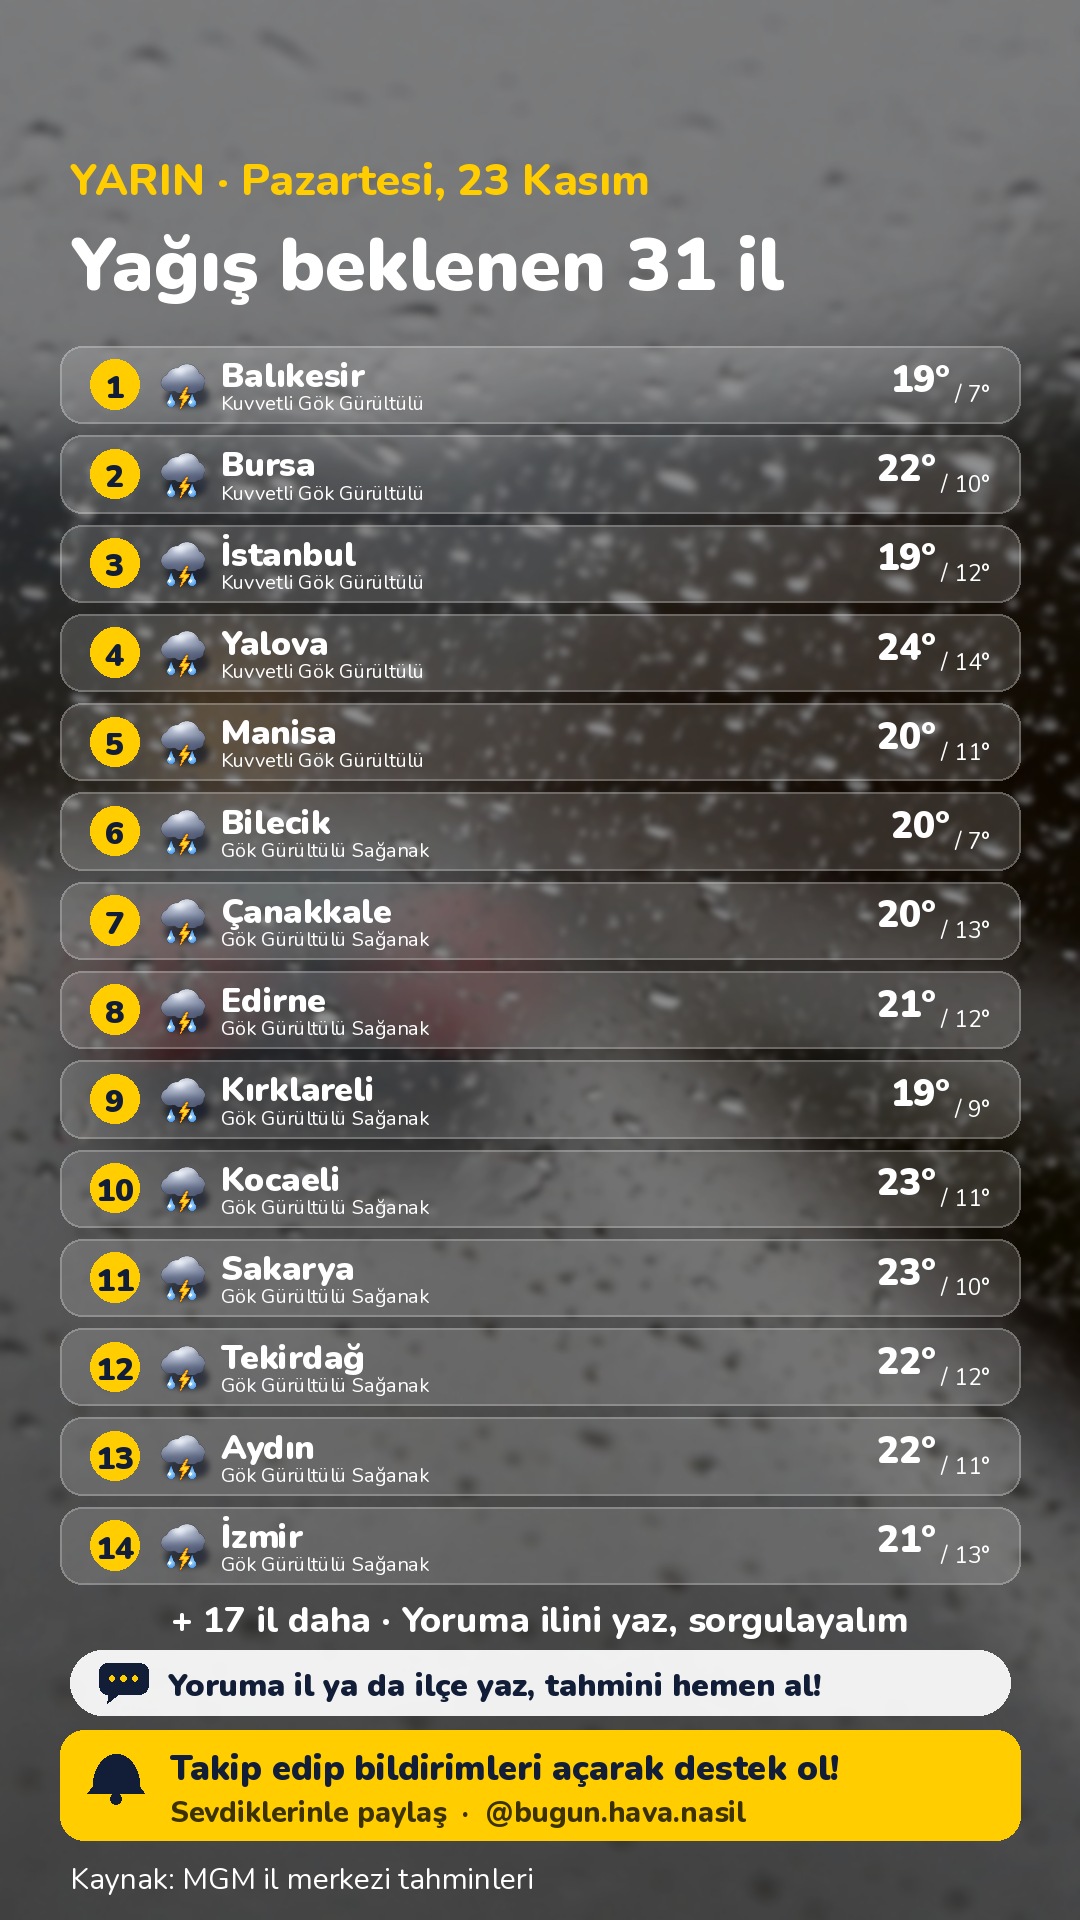 YARIN · Pazartesi, 23 Kasım
Yağış beklenen 31 il
1 Balıkesir 19° / 7°
Kuvvetli Gök Gürültülü
2 Bursa 22° / 10°
Kuvvetli Gök Gürültülü
3 İstanbul 19° / 12°
Kuvvetli Gök Gürültülü
4 Yalova 24° / 14°
Kuvvetli Gök Gürültülü
5 Manisa 20° / 11°
Kuvvetli Gök Gürültülü
6 Bilecik 20° / 7°
Gök Gürültülü Sağanak
7 Çanakkale 20° / 13°
Gök Gürültülü Sağanak
8 Edirne 21° / 12°
Gök Gürültülü Sağanak
9 Kırklareli 19° / 9°
Gök Gürültülü Sağanak
10 Kocaeli 23° / 11°
Gök Gürültülü Sağanak
11 Sakarya 23° / 10°
Gök Gürültülü Sağanak
12 Tekirdağ 22° / 12°
Gök Gürültülü Sağanak
13 Aydın 22° / 11°
Gök Gürültülü Sağanak
14 İzmir 21° / 13°
Gök Gürültülü Sağanak
+ 17 il daha · Yoruma ilini yaz, sorgulayalım
Yoruma il ya da ilçe yaz, tahmini hemen al!
Takip edip bildirimleri açarak destek ol!
Sevdiklerinle paylaş · @bugun.hava.nasil
Kaynak: MGM il merkezi tahminleri